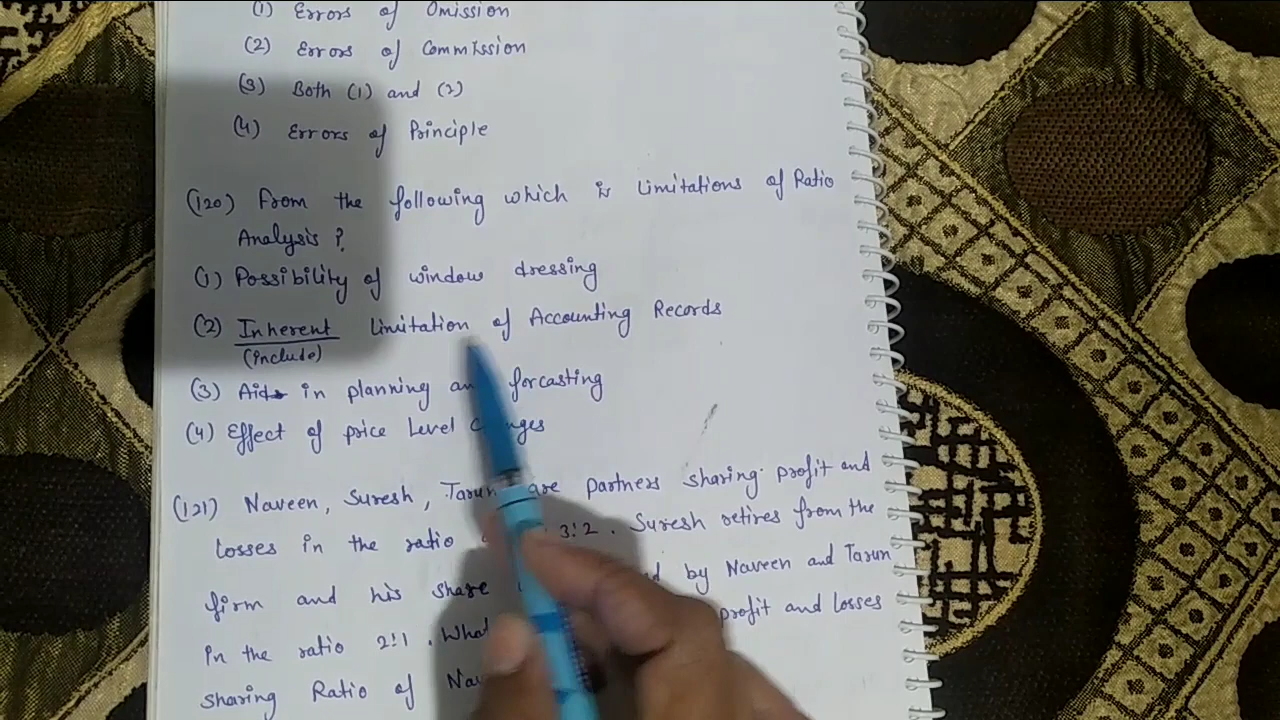 (1) Errors of Omission
(2) Errors of Commission
(3) Both (1) and (2)
(4) Errors of Principle
(120) From the following which is Limitations of Ratio
Analysis ?
(1) Possibility of window dressing
(2) Inherent Limitation of Accounting Records
(include)
(3) Aids in planning forcasting
(4) Effect of price Level
(121) Naveen, Suresh, Tarun are partners sharing profit and
losses in the ratio 3:2. Suresh retires from the
firm and his share by Naveen and Tarun
in the ratio 2:1. profit and losses
sharing Ratio of